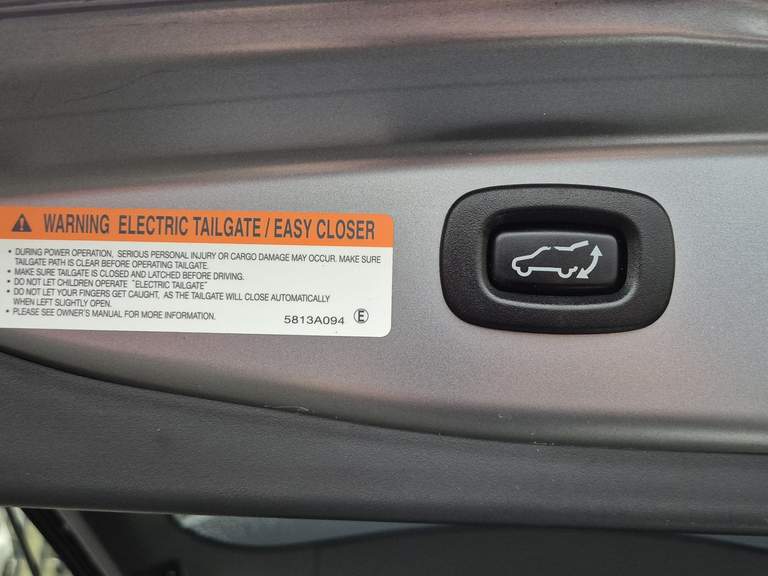 WARNING ELECTRIC TAILGATE / EASY CLOSER
• DURING POWER OPERATION, SERIOUS PERSONAL INJURY OR CARGO DAMAGE MAY OCCUR. MAKE SURE
TAILGATE PATH IS CLEAR BEFORE OPERATING TAILGATE.
• MAKE SURE TAILGATE IS CLOSED AND LATCHED BEFORE DRIVING.
• DO NOT LET CHILDREN OPERATE "ELECTRIC TAILGATE"
• DO NOT LET YOUR FINGERS GET CAUGHT, AS THE TAILGATE WILL CLOSE AUTOMATICALLY
WHEN LEFT SLIGHTLY OPEN.
• PLEASE SEE OWNER'S MANUAL FOR MORE INFORMATION.
5813A094 Ⓔ